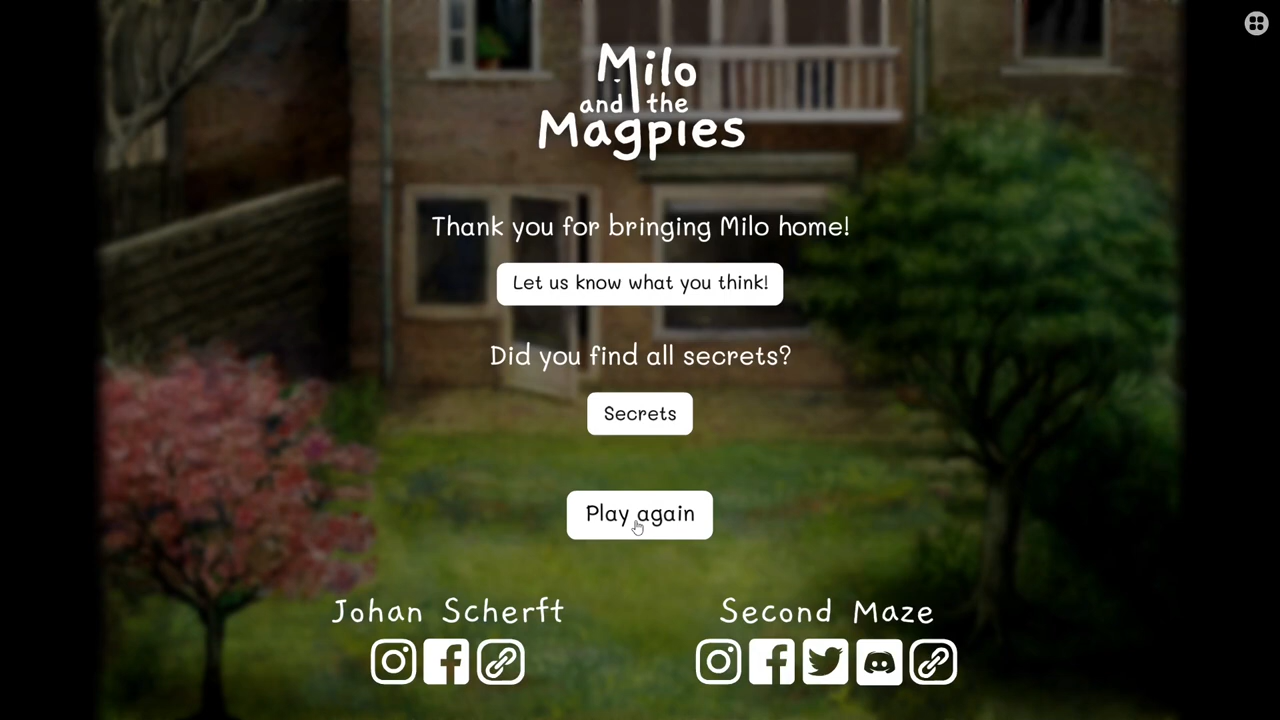 Milo
and the
Magpies
Thank you for bringing Milo home!
Let us know what you think!
Did you find all secrets?
Secrets
Play again
Johan Scherft
Second Maze